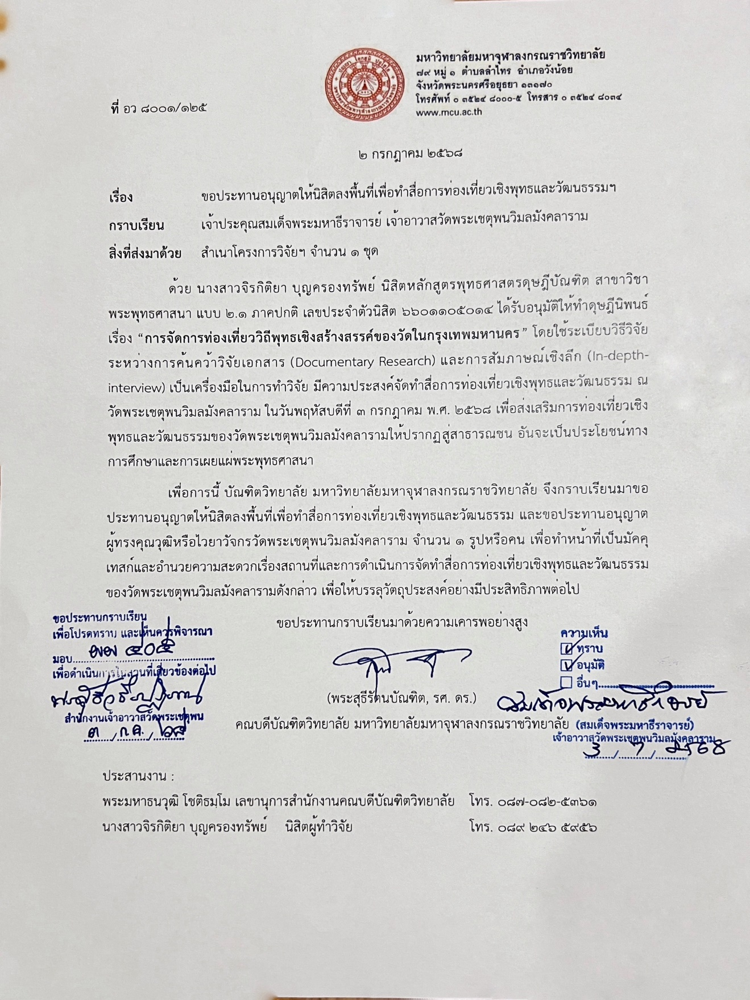 มหาวิทยาลัยมหาจุฬาลงกรณราชวิทยาลัย
๗๙ หมู่ ๑ ตำบลลำไทร อำเภอวังน้อย
จังหวัดพระนครศรีอยุธยา ๑๓๑๗๐
โทรศัพท์ ๐ ๓๕๒๔ ๘๐๐๐-๕ โทรสาร ๐ ๓๕๒๔ ๘๐๓๔
www.mcu.ac.th
ที่ อว ๘๐๐๑/๑๒๕
๒ กรกฎาคม ๒๕๖๘
เรื่อง ขอประทานอนุญาตให้นิสิตลงพื้นที่เพื่อทำสื่อการท่องเที่ยวเชิงพุทธและวัฒนธรรมฯ
กราบเรียน เจ้าประคุณสมเด็จพระมหาธีราจารย์ เจ้าอาวาสวัดพระเชตุพนวิมลมังคลาราม
สิ่งที่ส่งมาด้วย สำเนาโครงการวิจัยฯ จำนวน ๑ ชุด
ด้วย นางสาวจิรกิติยา บุญครองทรัพย์ นิสิตหลักสูตรพุทธศาสตรดุษฎีบัณฑิต สาขาวิชา
พระพุทธศาสนา แบบ ๒.๑ ภาคปกติ เลขประจำตัวนิสิต ๖๖๐๑๑๐๕๐๑๔ ได้รับอนุมัติให้ทำดุษฎีนิพนธ์
เรื่อง “การจัดการท่องเที่ยววิถีพุทธเชิงสร้างสรรค์ของวัดในกรุงเทพมหานคร” โดยใช้ระเบียบวิธีวิจัย
ระหว่างการค้นคว้าวิจัยเอกสาร (Documentary Research) และการสัมภาษณ์เชิงลึก (In-depth-
interview) เป็นเครื่องมือในการทำวิจัย มีความประสงค์จัดทำสื่อการท่องเที่ยวเชิงพุทธและวัฒนธรรม ณ
วัดพระเชตุพนวิมลมังคลาราม ในวันพฤหัสบดีที่ ๓ กรกฎาคม พ.ศ. ๒๕๖๘ เพื่อส่งเสริมการท่องเที่ยวเชิง
พุทธและวัฒนธรรมของวัดพระเชตุพนวิมลมังคลารามให้ปรากฏสู่สาธารณชน อันจะเป็นประโยชน์ทาง
การศึกษาและการเผยแผ่พระพุทธศาสนา
เพื่อการนี้ บัณฑิตวิทยาลัย มหาวิทยาลัยมหาจุฬาลงกรณราชวิทยาลัย จึงกราบเรียนมาขอ
ประทานอนุญาตให้นิสิตลงพื้นที่เพื่อทำสื่อการท่องเที่ยวเชิงพุทธและวัฒนธรรม และขอประทานอนุญาต
ผู้ทรงคุณวุฒิหรือไวยาวัจกรวัดพระเชตุพนวิมลมังคลาราม จำนวน ๑ รูปหรือคน เพื่อทำหน้าที่เป็นมัคคุ
เทสก์และอำนวยความสะดวกเรื่องสถานที่และการดำเนินการจัดทำสื่อการท่องเที่ยวเชิงพุทธและวัฒนธรรม
ของวัดพระเชตุพนวิมลมังคลารามดังกล่าว เพื่อให้บรรลุวัตถุประสงค์อย่างมีประสิทธิภาพต่อไป
ขอประทานกราบเรียนมาด้วยความเคารพอย่างสูง
(พระสุธีรัตนบัณฑิต, รศ. ดร.)
คณบดีบัณฑิตวิทยาลัย มหาวิทยาลัยมหาจุฬาลงกรณราชวิทยาลัย
ขอประทานกราบเรียน
เพื่อโปรดทราบ และเห็นควรพิจารณา
มอบ
เพื่อดำเนินการในส่วนที่เกี่ยวข้องต่อไป
สำนักงานเจ้าอาวาสวัดพระเชตุพน
๓ / ก.ค. / ๖๘
ความเห็น
ทราบ
อนุมัติ
อื่นๆ
สมเด็จพระมหาธีราจารย์
(สมเด็จพระมหาธีราจารย์)
เจ้าอาวาสวัดพระเชตุพนวิมลมังคลาราม
3 / 7 / 2568
ประสานงาน :
พระมหาธนวุฒิ โชติธมฺโม เลขานุการสำนักงานคณบดีบัณฑิตวิทยาลัย โทร. ๐๘๗-๐๘๒-๕๓๖๑
นางสาวจิรกิติยา บุญครองทรัพย์ นิสิตผู้ทำวิจัย โทร. ๐๘๙ ๒๔๖ ๕๙๕๖